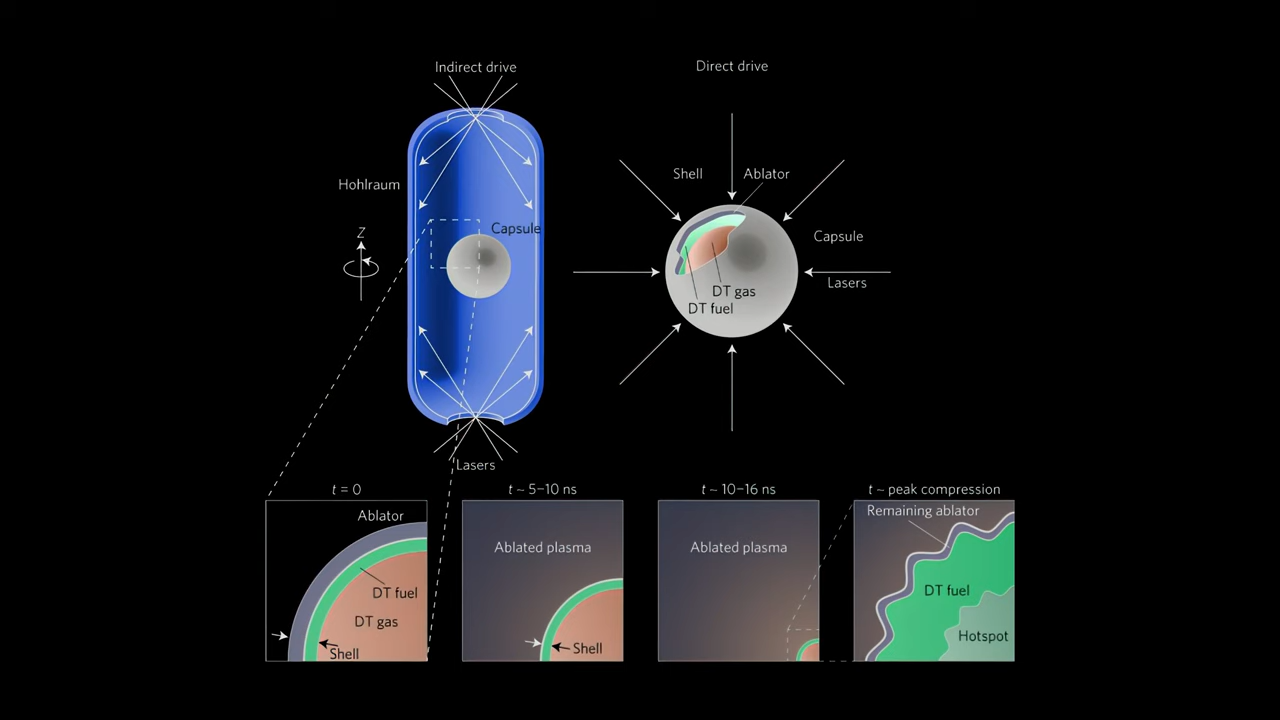 Indirect drive
Direct drive
Hohlraum
Z
Capsule
Lasers
Shell
Ablator
Capsule
Lasers
DT gas
DT fuel
t = 0
Ablator
DT fuel
DT gas
Shell
t ~ 5–10 ns
Ablated plasma
Shell
t ~ 10–16 ns
Ablated plasma
t ~ peak compression
Remaining ablator
DT fuel
Hotspot